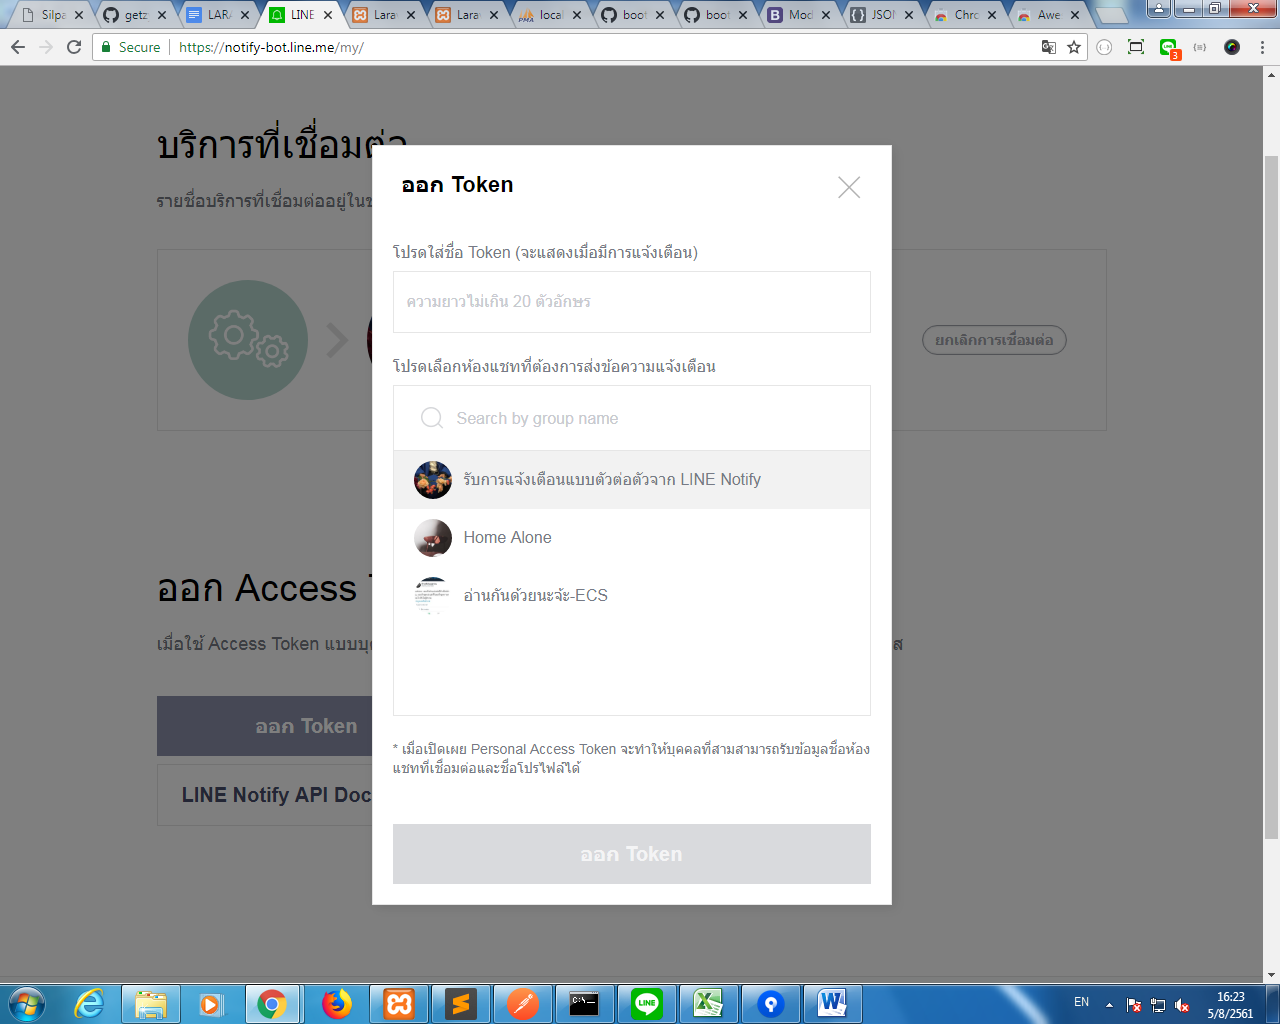 Silpa
getz
LARA
LINE
Larav
Larav
local
boot
boot
Mod
JSON
Chro
Awe
Secure
https://notify-bot.line.me/my/
3
บริการที่เชื่อมต่อ
รายชื่อบริการที่เชื่อมต่ออยู่ใน
ยกเลิกการเชื่อมต่อ
ออก Token
โปรดใส่ชื่อ Token (จะแสดงเมื่อมีการแจ้งเตือน)
ความยาวไม่เกิน 20 ตัวอักษร
โปรดเลือกห้องแชทที่ต้องการส่งข้อความแจ้งเตือน
Search by group name
รับการแจ้งเตือนแบบตัวต่อตัวจาก LINE Notify
Home Alone
อ่านกันด้วยนะจ้ะ-ECS
* เมื่อเปิดเผย Personal Access Token จะทำให้บุคคลที่สามสามารถรับข้อมูลชื่อห้อง
แชทที่เชื่อมต่อและชื่อโปรไฟล์ได้
ออก Token
ออก Access
เมื่อใช้ Access Token แบบบุ
ออก Token
LINE Notify API Doc
EN
16:23
5/8/2561